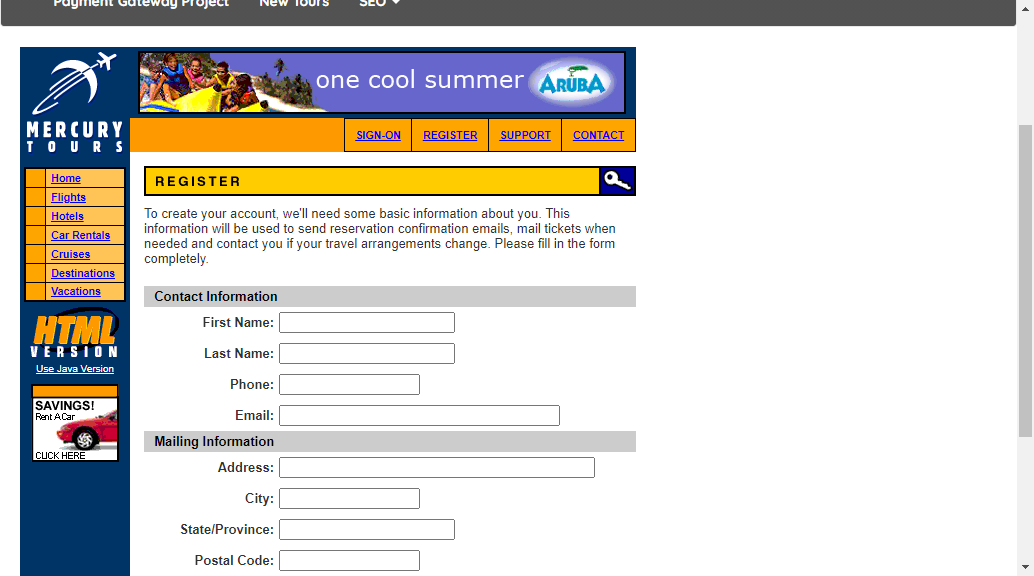 Payment Gateway Project New Tours SEO
one cool summer ARUBA
MERCURY
TOURS
SIGN-ON REGISTER SUPPORT CONTACT
Home
Flights
Hotels
Car Rentals
Cruises
Destinations
Vacations
HTML
VERSION
Use Java Version
SAVINGS!
Rent A Car
CLICK HERE
REGISTER
To create your account, we'll need some basic information about you. This
information will be used to send reservation confirmation emails, mail tickets when
needed and contact you if your travel arrangements change. Please fill in the form
completely.
Contact Information
First Name:
Last Name:
Phone:
Email:
Mailing Information
Address:
City:
State/Province:
Postal Code: